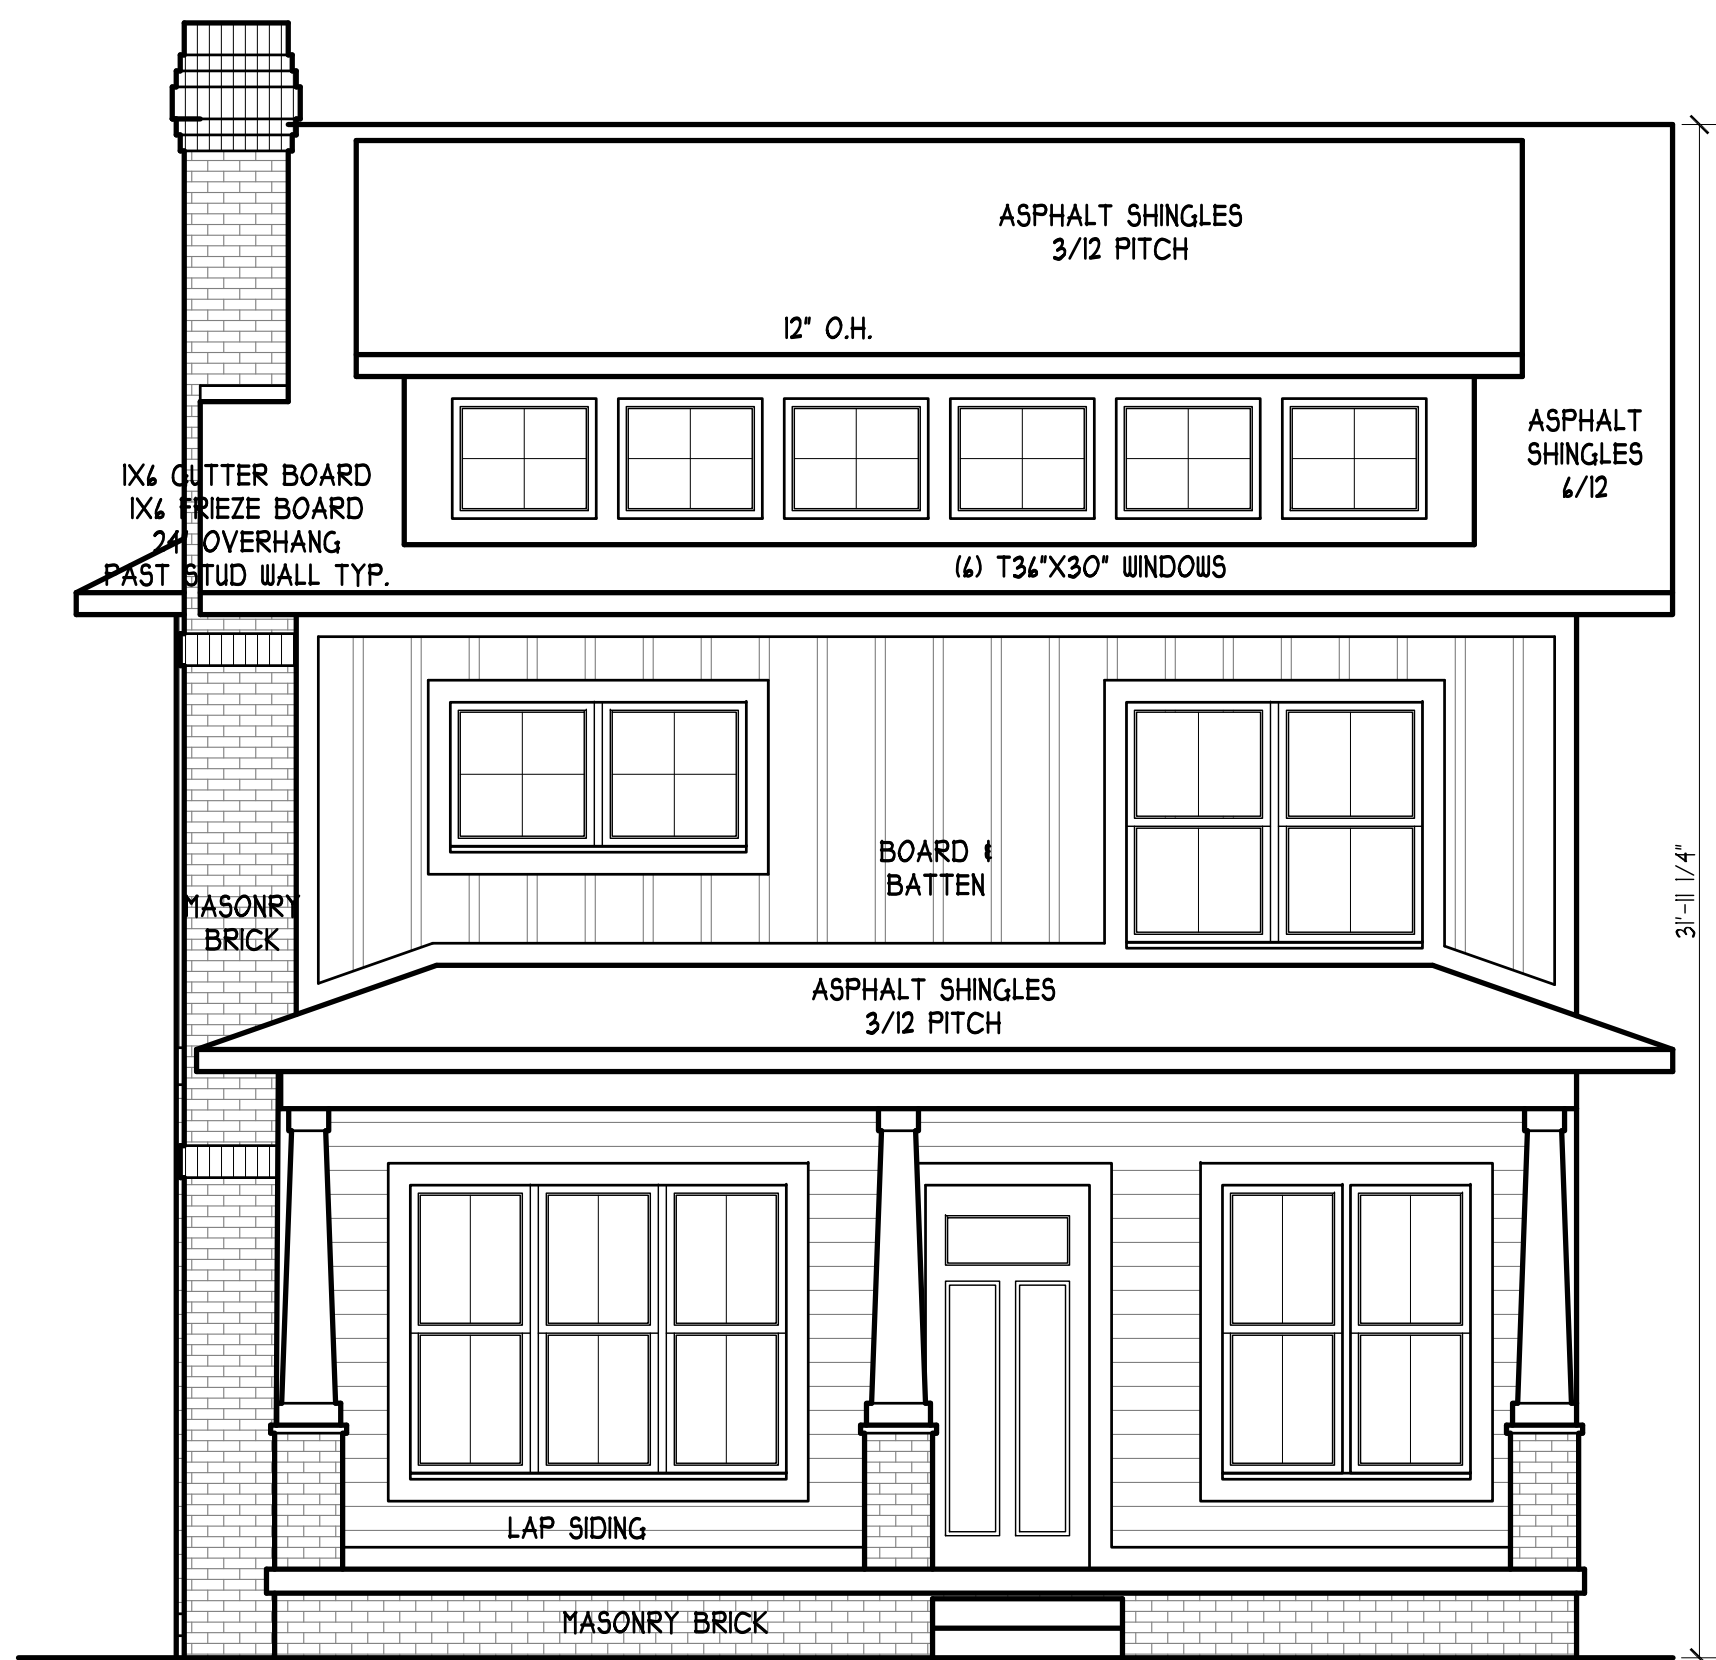 ASPHALT SHINGLES
3/12 PITCH
12" O.H.
ASPHALT
SHINGLES
6/12
1X6 GUTTER BOARD
1X6 FRIEZE BOARD
24" OVERHANG
PAST STUD WALL TYP.
(6) T36"X30" WINDOWS
BOARD &
BATTEN
31'-11 1/4"
MASONRY
BRICK
ASPHALT SHINGLES
3/12 PITCH
LAP SIDING
MASONRY BRICK